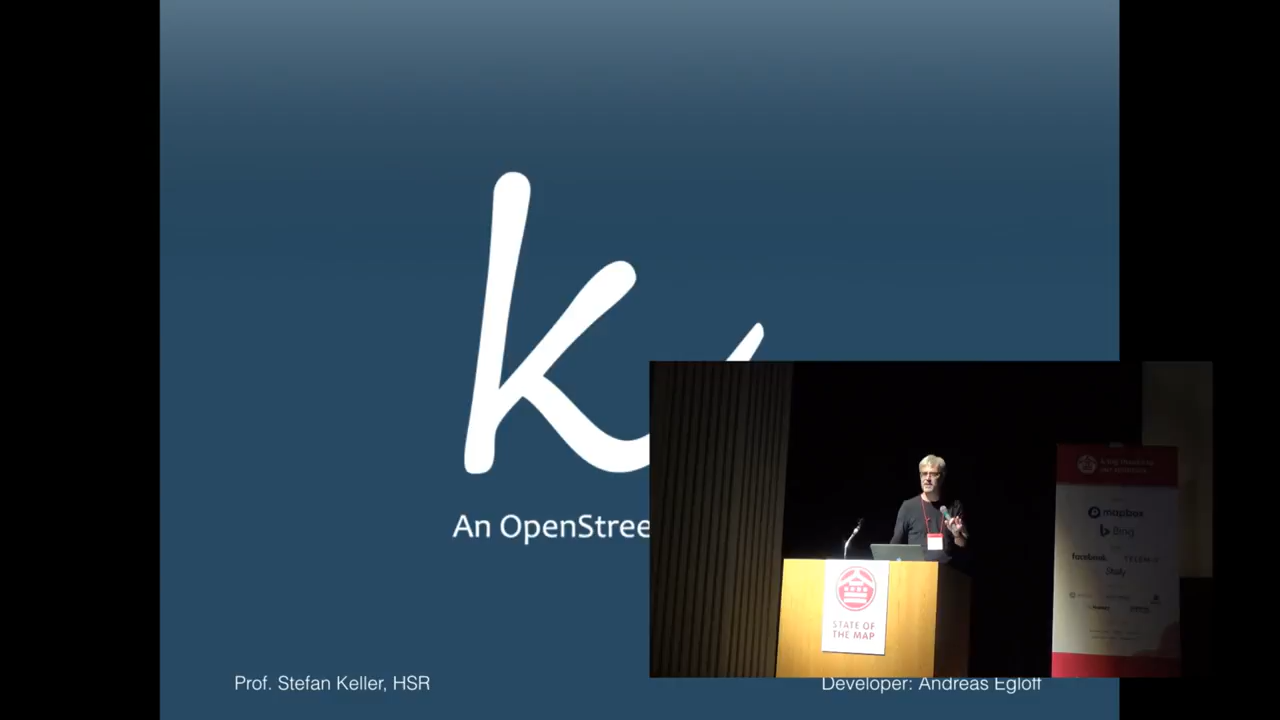 k
An OpenStree
mapbox
Bing
facebook
STATE OF
THE MAP
Prof. Stefan Keller, HSR
Developer: Andreas Egloff